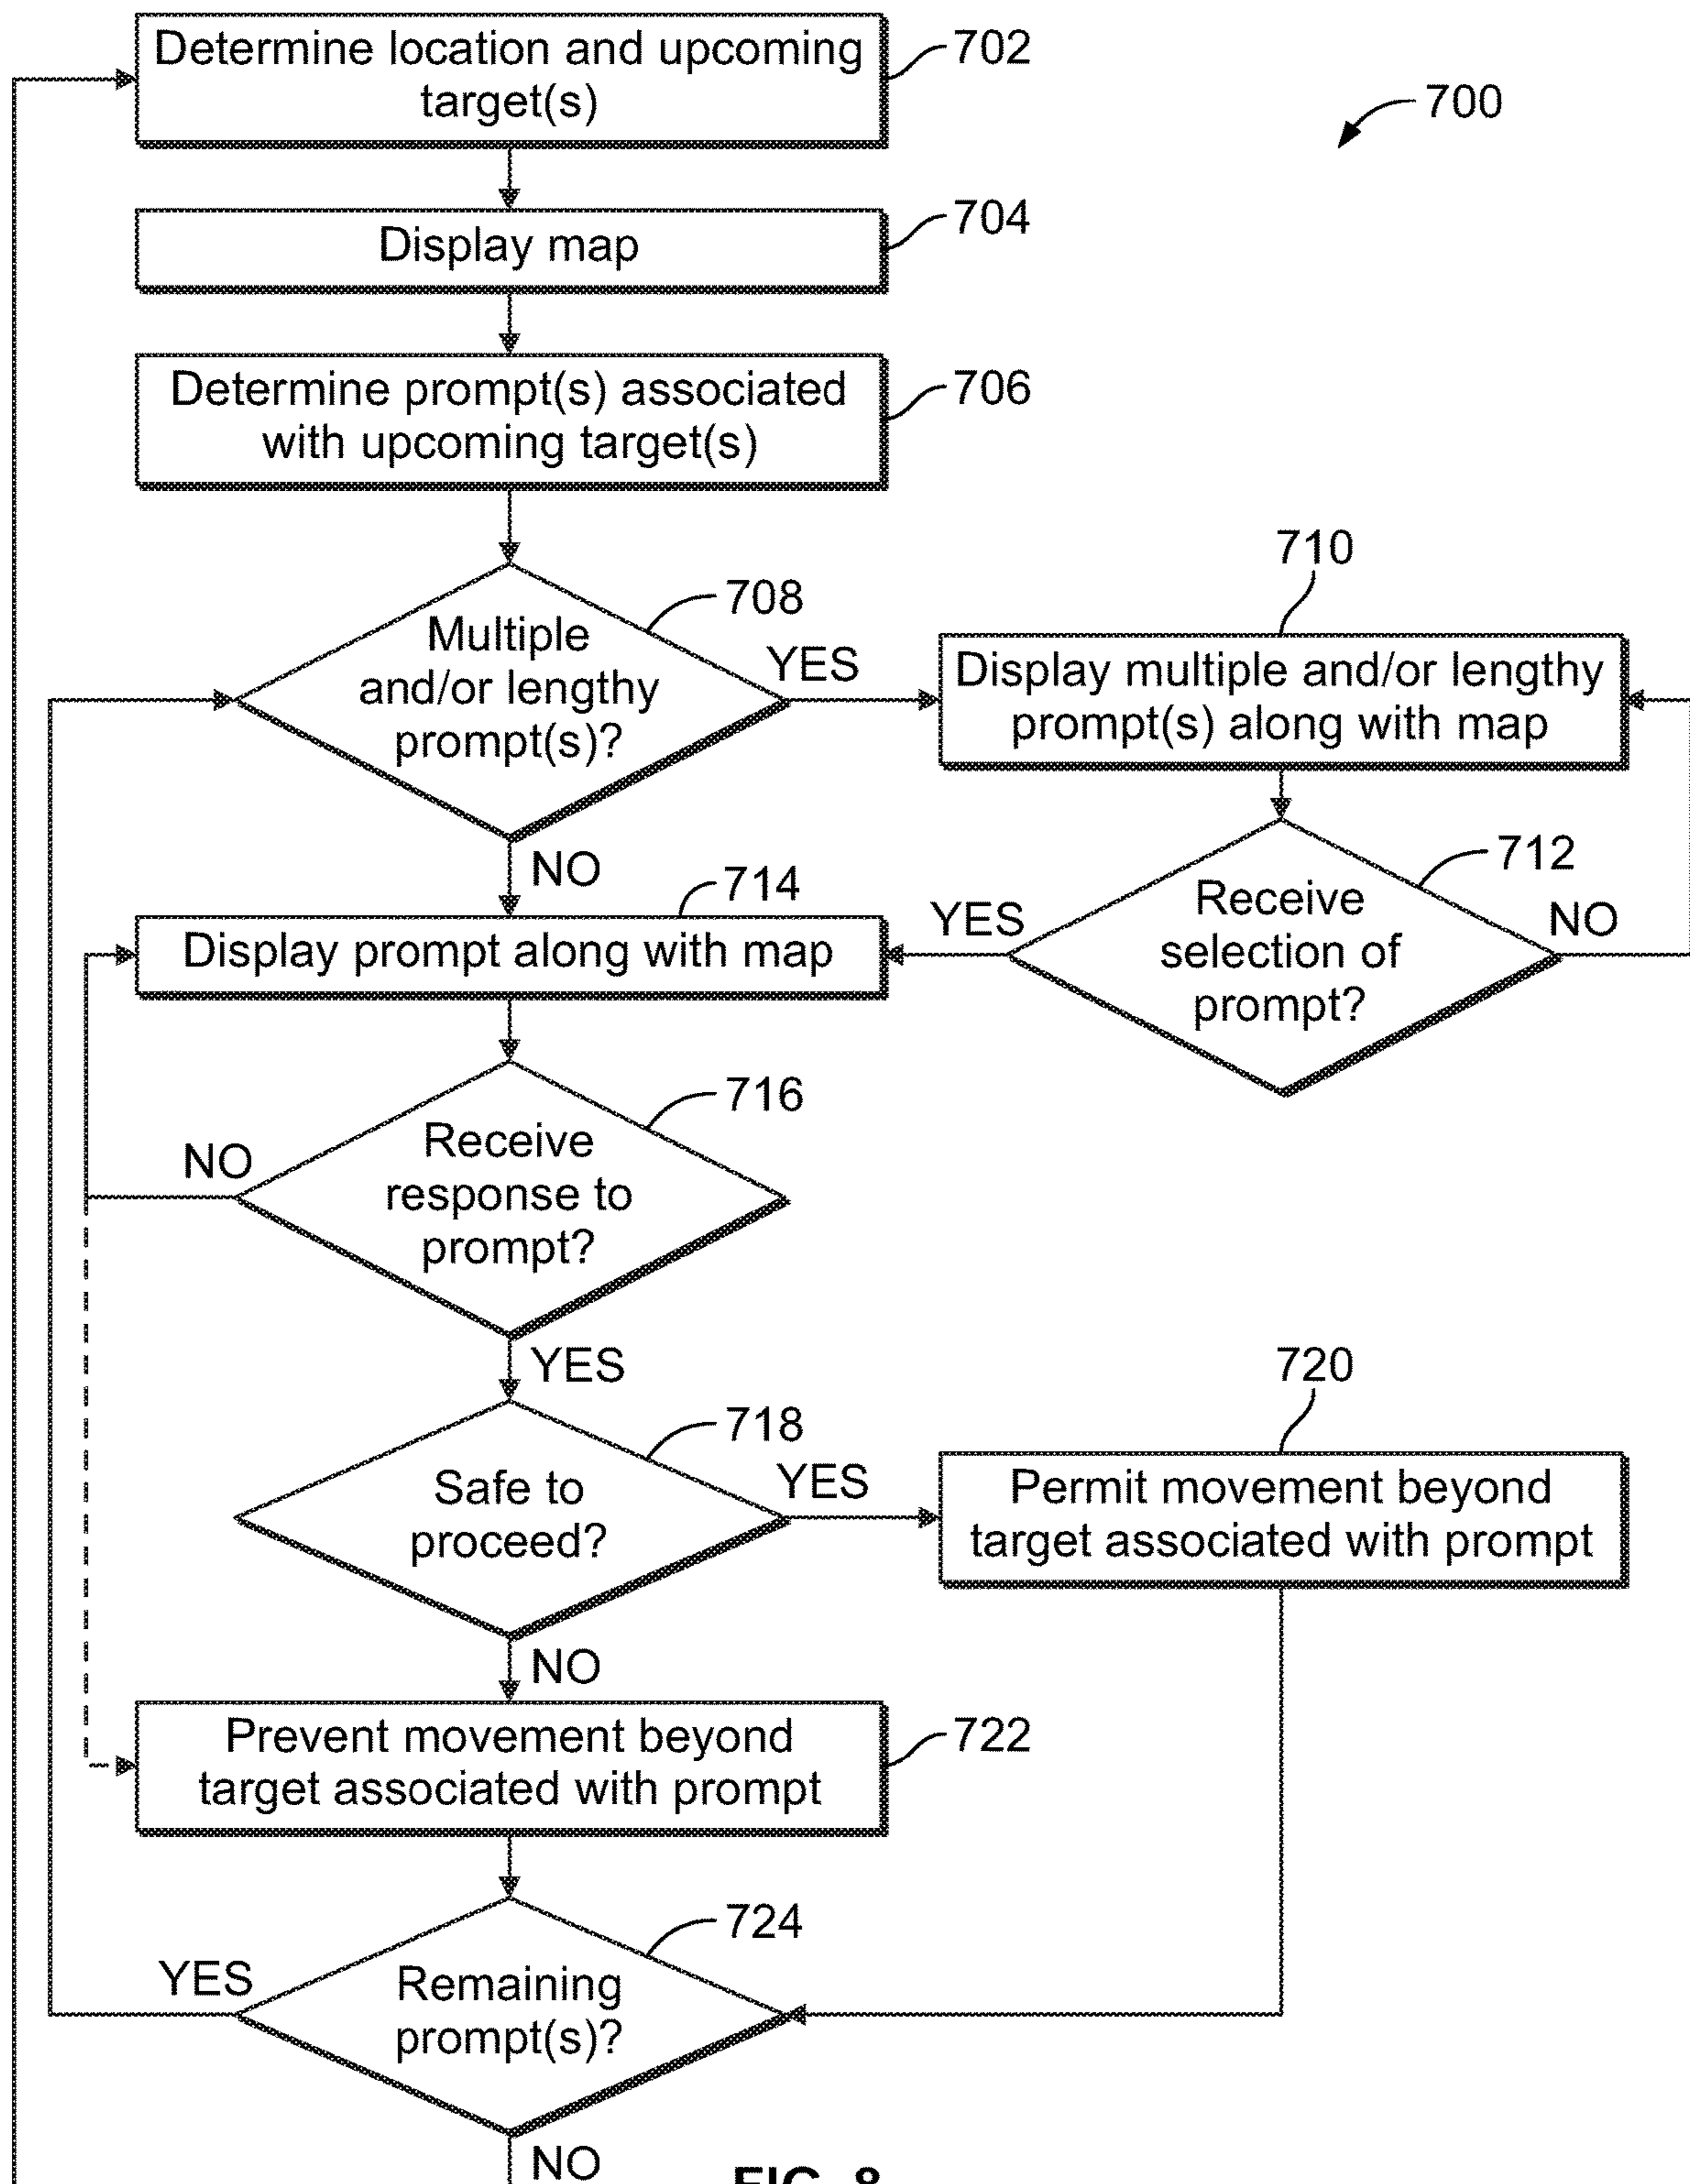 Determine location and upcoming
target(s)
702
700
Display map
704
Determine prompt(s) associated
with upcoming target(s)
706
Multiple
and/or lengthy
prompt(s)?
708
YES
NO
710
Display multiple and/or lengthy
prompt(s) along with map
Receive
selection of
prompt?
712
YES
NO
714
Display prompt along with map
Receive
response to
prompt?
716
NO
YES
Safe to
proceed?
718
YES
NO
720
Permit movement beyond
target associated with prompt
Prevent movement beyond
target associated with prompt
722
Remaining
prompt(s)?
724
YES
NO
FIG. 8